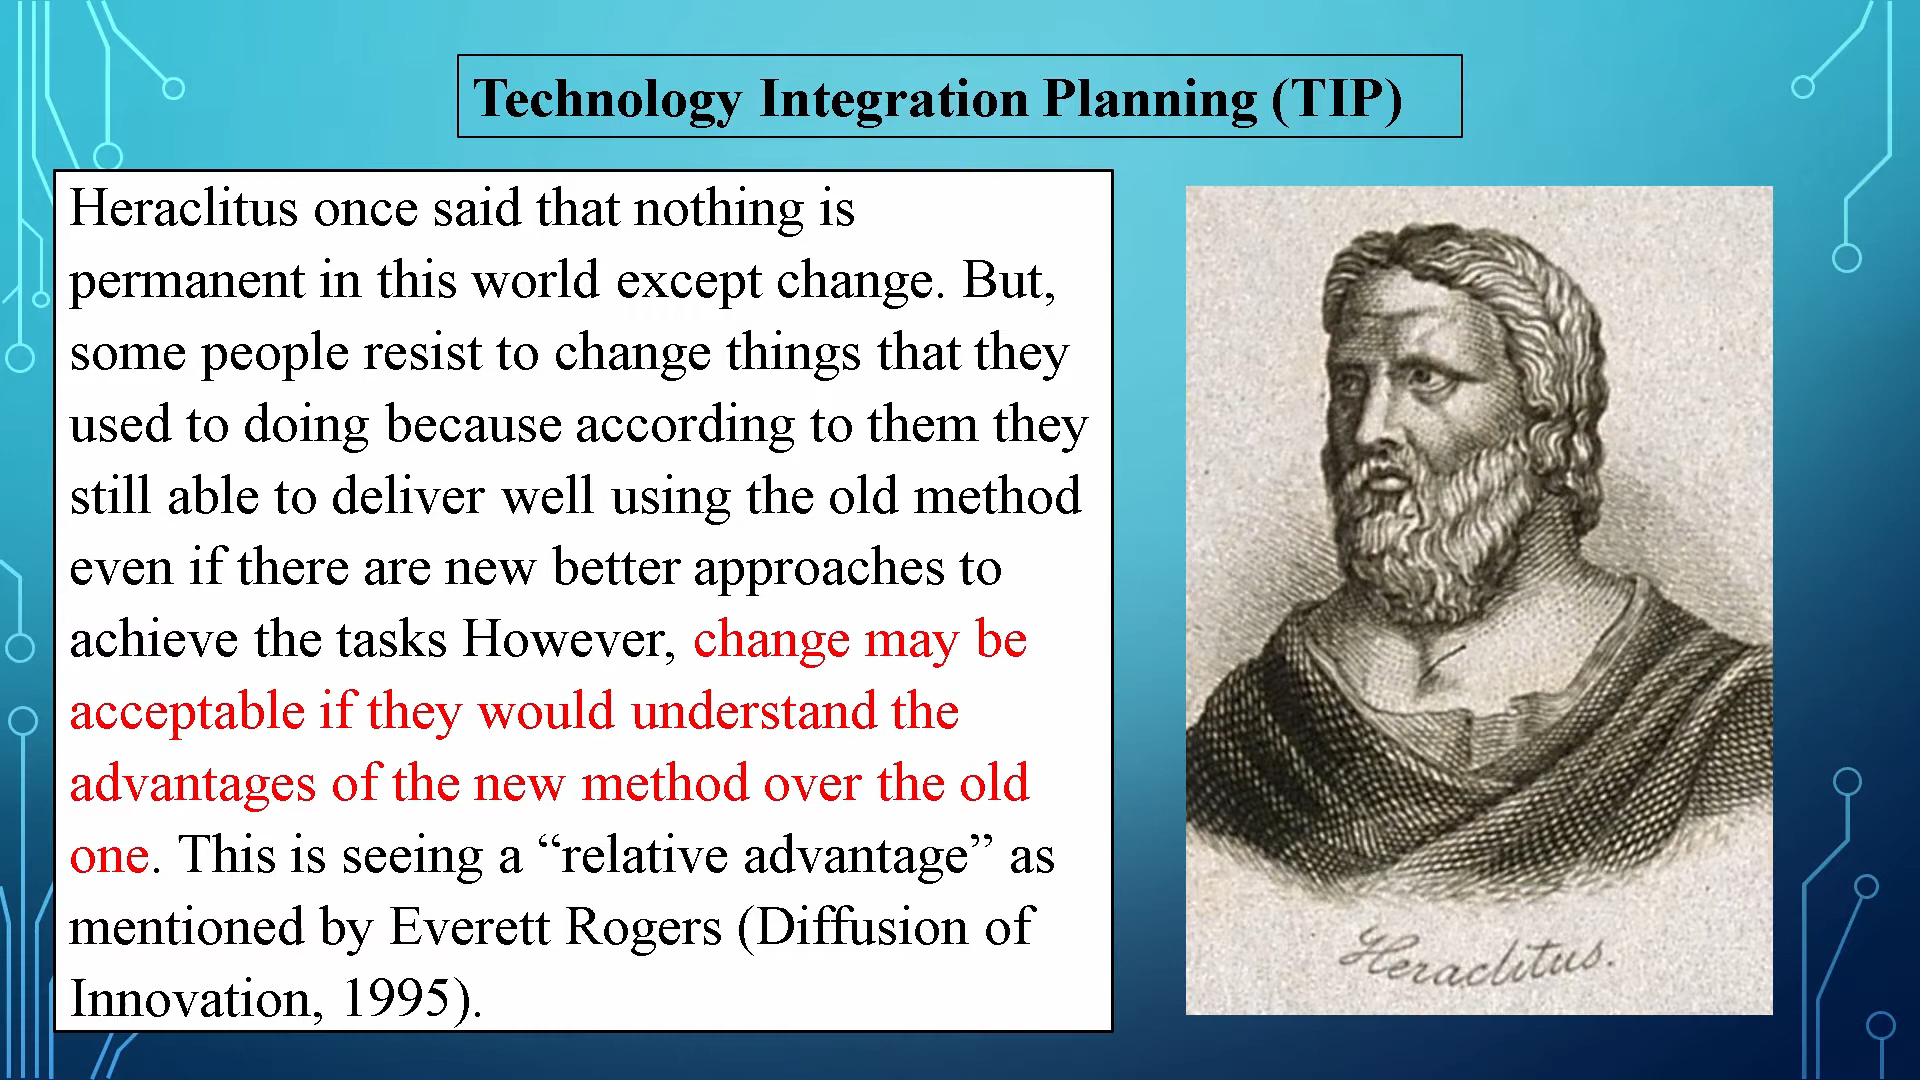 Technology Integration Planning (TIP)
Heraclitus once said that nothing is
permanent in this world except change. But,
some people resist to change things that they
used to doing because according to them they
still able to deliver well using the old method
even if there are new better approaches to
achieve the tasks However, change may be
acceptable if they would understand the
advantages of the new method over the old
one. This is seeing a “relative advantage” as
mentioned by Everett Rogers (Diffusion of
Innovation, 1995).
Heraclitus.